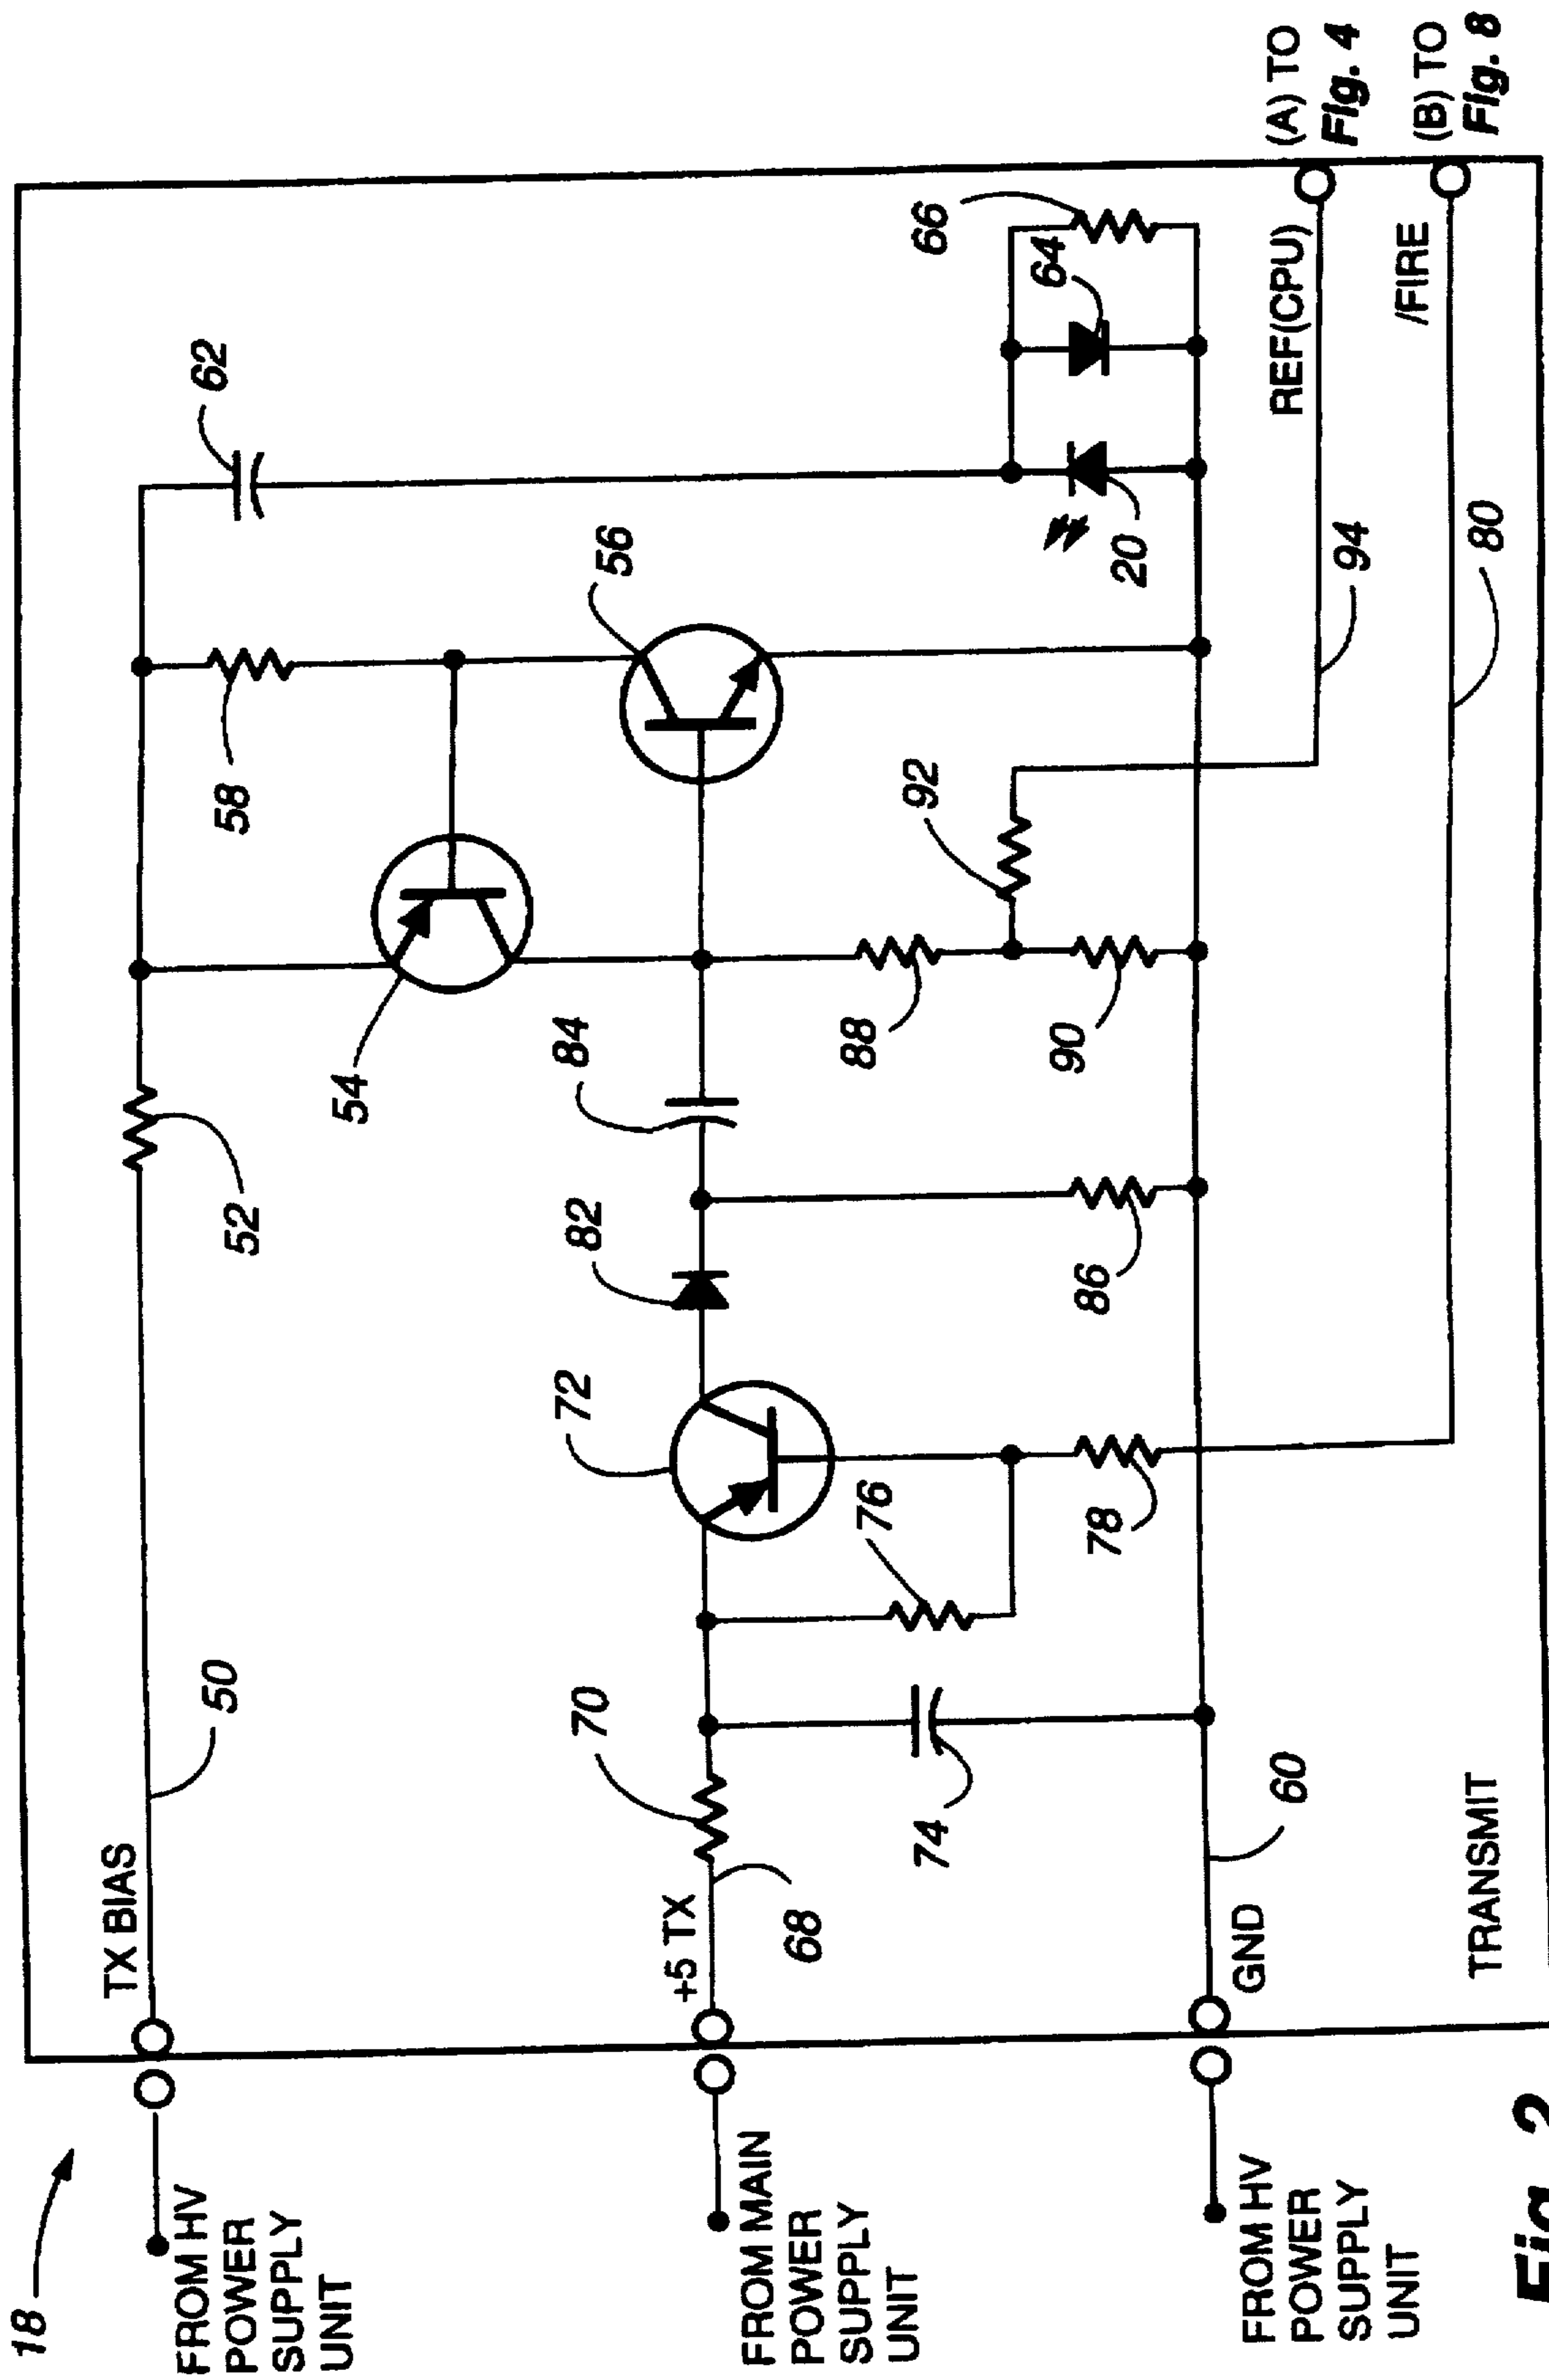 18
FROM HV
POWER
SUPPLY
UNIT
TX BIAS
50
52
54
58
56
62
FROM MAIN
POWER
SUPPLY
UNIT
+5 TX
68
70
74
76
72
82
84
88
90
86
78
92
66
64
20
FROM HV
POWER
SUPPLY
UNIT
GND
60
94
80
REF(CPU)
/FIRE
(A) TO
Fig. 4
(B) TO
Fig. 8
TRANSMIT
Fig. 2